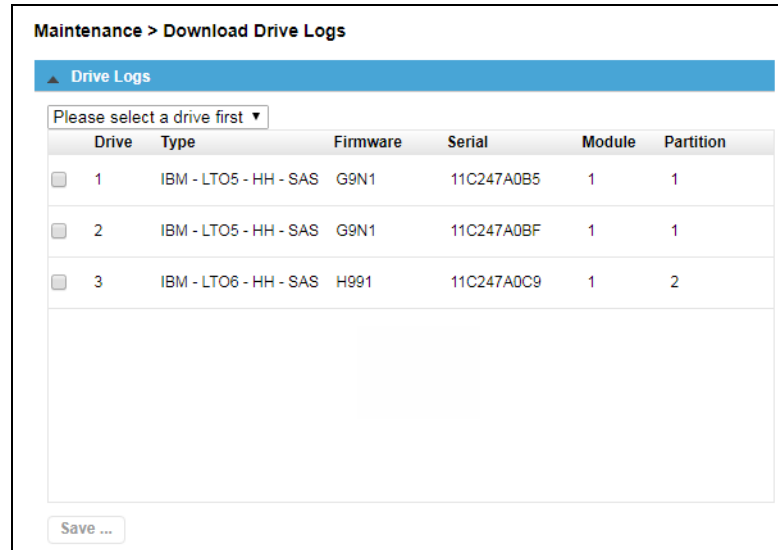 Maintenance > Download Drive Logs
Drive Logs
Please select a drive first
Drive Type Firmware Serial Module Partition
1 IBM - LTO5 - HH - SAS G9N1 11C247A0B5 1 1
2 IBM - LTO5 - HH - SAS G9N1 11C247A0BF 1 1
3 IBM - LTO6 - HH - SAS H991 11C247A0C9 1 2
Save ...